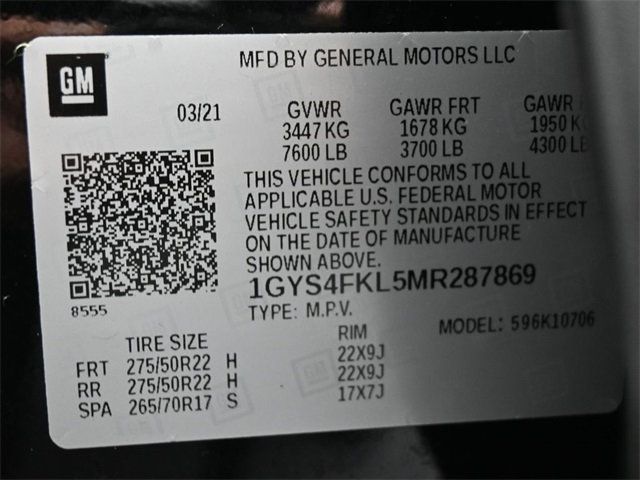 GM
MFD BY GENERAL MOTORS LLC
03/21 GVWR GAWR FRT GAWR
3447 KG 1678 KG 1950 KG
7600 LB 3700 LB 4300 LB
THIS VEHICLE CONFORMS TO ALL
APPLICABLE U.S. FEDERAL MOTOR
VEHICLE SAFETY STANDARDS IN EFFECT
ON THE DATE OF MANUFACTURE
SHOWN ABOVE.
1GYS4FKL5MR287869
8555
TYPE: M.P.V.
MODEL: 596K10706
TIRE SIZE RIM
FRT 275/50R22 H 22X9J
RR 275/50R22 H 22X9J
SPA 265/70R17 S 17X7J